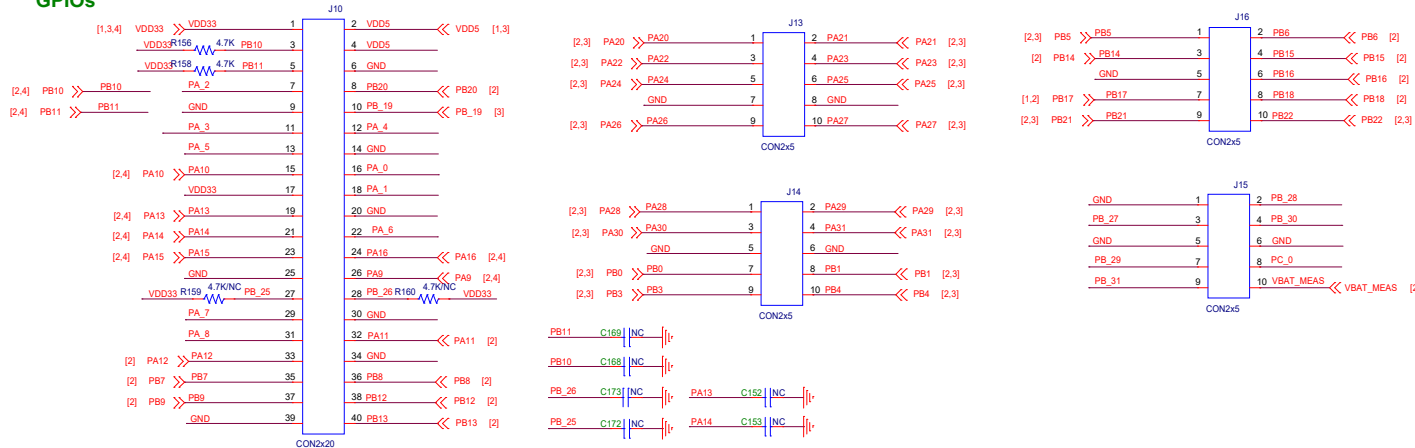 GPIOs
J10
[1,3,4] VDD33 VDD33 1 2 VDD5 VDD5 [1,3]
VDD33 R156 4.7K PB10 3 4 VDD5
VDD33 R158 4.7K PB11 5 6 GND
[2,4] PB10 PB10 PA_2 7 8 PB20 PB20 [2]
[2,4] PB11 PB11 GND 9 10 PB_19 PB_19 [3]
PA_3 11 12 PA_4
PA_5 13 14 GND
[2,4] PA10 PA10 15 16 PA_0
VDD33 17 18 PA_1
[2,4] PA13 PA13 19 20 GND
[2,4] PA14 PA14 21 22 PA_6
[2,4] PA15 PA15 23 24 PA16 PA16 [2,4]
GND 25 26 PA9 PA9 [2,4]
VDD33 R159 4.7K/NC PB_25 27 28 PB_26 R160 4.7K/NC VDD33
PA_7 29 30 GND
PA_8 31 32 PA11 PA11 [2]
[2] PA12 PA12 33 34 GND
[2] PB7 PB7 35 36 PB8 PB8 [2]
[2] PB9 PB9 37 38 PB12 PB12 [2]
GND 39 40 PB13 PB13 [2]
CON2x20
J13
[2,3] PA20 PA20 1 2 PA21 PA21 [2,3]
[2,3] PA22 PA22 3 4 PA23 PA23 [2,3]
[2,3] PA24 PA24 5 6 PA25 PA25 [2,3]
GND 7 8 GND
[2,3] PA26 PA26 9 10 PA27 PA27 [2,3]
CON2x5
J14
[2,3] PA28 PA28 1 2 PA29 PA29 [2,3]
[2,3] PA30 PA30 3 4 PA31 PA31 [2,3]
GND 5 6 GND
[2,3] PB0 PB0 7 8 PB1 PB1 [2,3]
[2,3] PB3 PB3 9 10 PB4 PB4 [2,3]
CON2x5
PB11 C169 NC
PB10 C168 NC
PB_26 C173 NC PA13 C152 NC
PB_25 C172 NC PA14 C153 NC
J16
[2,3] PB5 PB5 1 2 PB6 PB6 [2]
[2] PB14 PB14 3 4 PB15 PB15 [2]
GND 5 6 PB16 PB16 [2]
[1,2] PB17 PB17 7 8 PB18 PB18 [2]
[2,3] PB21 PB21 9 10 PB22 PB22 [2,3]
CON2x5
J15
GND 1 2 PB_28
PB_27 3 4 PB_30
GND 5 6 GND
PB_29 7 8 PC_0
PB_31 9 10 VBAT_MEAS VBAT_MEAS
CON2x5